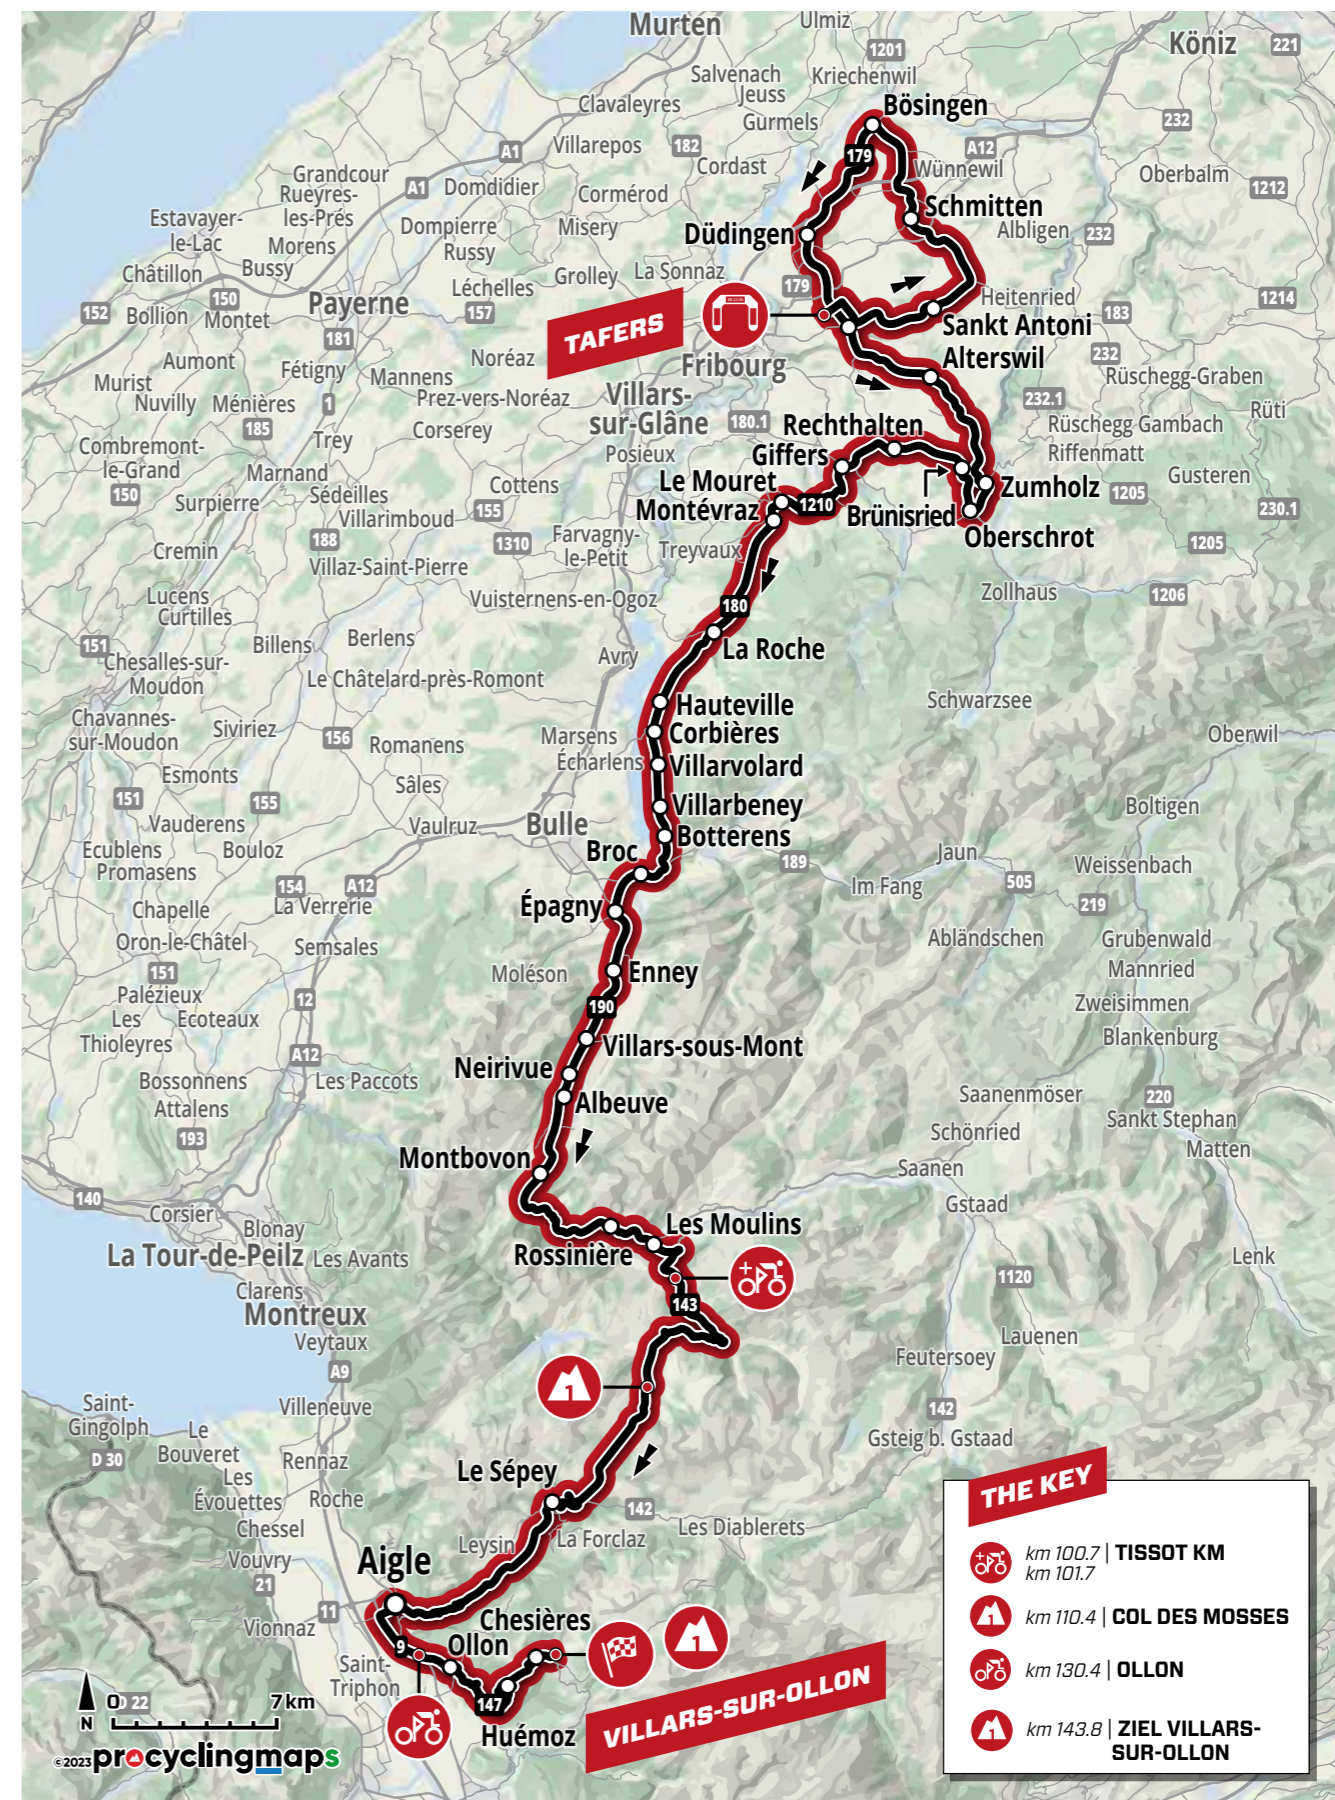 Murten
Ulmiz
1201
Köniz
221
Salvenach
Kriechenwil
Jeuss
Clavaleyres
Gurmels
Bösingen
232
A1
Villarepos
182
A12
179
Cordast
Wünnewil
Oberbalm
1212
Grandcour
Rueyres-
les-Prés
A1
Domdidier
Cormérod
Estavayer-
le-Lac
Morens
Dompierre
Russy
Misery
Schmitten
Albligen
232
Düdingen
Châtillon
Bussy
Grolley
La Sonnaz
Léchelles
179
Heitenried
1214
152
Bollion
150
Montet
Payerne
157
183
TAFERS
Sankt Antoni
181
Aumont
Fétigny
Noréaz
Fribourg
Alterswil
232
Murist
Nuvilly
Ménières
Mannens
Prez-vers-Noréaz
Villars-
sur-Glâne
Rüschegg-Graben
1
232.1
Rüti
185
Trey
Corserey
180.1
Rechthalten
Rüschegg Gambach
Combremont-
le-Grand
Posieux
Giffers
Riffenmatt
Marnand
Gusteren
150
Surpierre
Sédeilles
Cottens
Le Mouret
Zumholz
1205
Villarimboud
155
Montévraz
1210
Brünisried
230.1
188
1310
Farvagny-
le-Petit
Treyvaux
Oberschrot
1205
Cremin
Villaz-Saint-Pierre
Lucens
Curtilles
Vuisternens-en-Ogoz
180
Zollhaus
1206
151
Billens
Berlens
Avry
La Roche
Chesalles-sur-
Moudon
Le Châtelard-près-Romont
Hauteville
Schwarzsee
Chavannes-
sur-Moudon
Siviriez
156
Romanens
Marsens
Corbières
Oberwil
Écharlens
Villarvolard
Esmonts
Sâles
151
155
Villarbeney
Boltigen
Vauderens
Vaulruz
Bulle
Botterens
Ecublens
Bouloz
Broc
189
Jaun
Weissenbach
Promasens
154
A12
Im Fang
505
Chapelle
La Verrerie
Épagny
219
Oron-le-Châtel
Semsales
Abländschen
Grubenwald
151
Moléson
Enney
Mannried
Palézieux
12
190
Zweisimmen
Les
Thioleyres
Ecoteaux
Blankenburg
A12
Villars-sous-Mont
Bossonnens
Les Paccots
Neirivue
Attalens
Albeuve
Saanenmöser
220
193
Sankt Stephan
Schönried
Matten
Montbovon
Saanen
140
Corsier
Gstaad
Blonay
Les Moulins
La Tour-de-Peilz
Les Avants
Rossinière
Lenk
Clarens
1120
Montreux
143
Veytaux
Lauenen
A9
Feutersoey
1
Villeneuve
142
Saint-
Gingolph
Le
Bouveret
Gsteig b. Gstaad
D 30
Rennaz
Les
Évouettes
Roche
Le Sépey
142
Chessel
Leysin
La Forclaz
Les Diablerets
Vouvry
Aigle
21
11
Vionnaz
Chesières
9
Ollon
1
Saint-
Triphon
147
VILLARS-SUR-OLLON
Huémoz
N
0
D 22
7 km
©2023 procyclingmaps
THE KEY
km 100.7 | TISSOT KM
km 101.7
1
km 110.4 | COL DES MOSSES
km 130.4 | OLLON
1
km 143.8 | ZIEL VILLARS-
SUR-OLLON